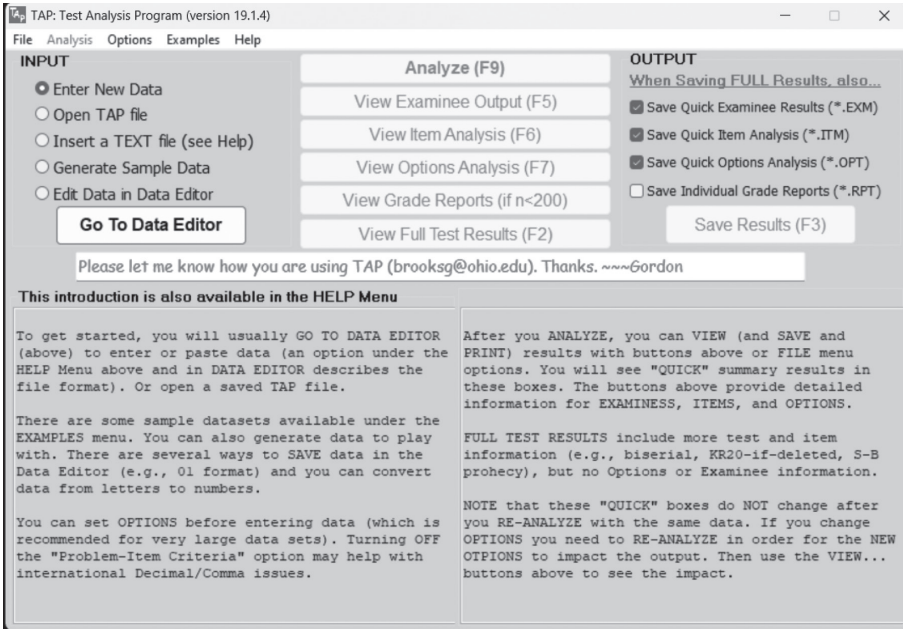 TAP: Test Analysis Program (version 19.1.4)
File Analysis Options Examples Help
INPUT
Enter New Data
Open TAP file
Insert a TEXT file (see Help)
Generate Sample Data
Edit Data in Data Editor
Go To Data Editor
Analyze (F9)
View Examinee Output (F5)
View Item Analysis (F6)
View Options Analysis (F7)
View Grade Reports (if n<200)
View Full Test Results (F2)
OUTPUT
When Saving FULL Results, also...
Save Quick Examinee Results (*.EXM)
Save Quick Item Analysis (*.ITM)
Save Quick Options Analysis (*.OPT)
Save Individual Grade Reports (*.RPT)
Save Results (F3)
Please let me know how you are using TAP (brooksg@ohio.edu). Thanks. ~~~Gordon
This introduction is also available in the HELP Menu
To get started, you will usually GO TO DATA EDITOR
(above) to enter or paste data (an option under the
HELP Menu above and in DATA EDITOR describes the
file format). Or open a saved TAP file.
There are some sample datasets available under the
EXAMPLES menu. You can also generate data to play
with. There are several ways to SAVE data in the
Data Editor (e.g., 01 format) and you can convert
data from letters to numbers.
You can set OPTIONS before entering data (which is
recommended for very large data sets). Turning OFF
the "Problem-Item Criteria" option may help with
international Decimal/Comma issues.
After you ANALYZE, you can VIEW (and SAVE and
PRINT) results with buttons above or FILE menu
options. You will see "QUICK" summary results in
these boxes. The buttons above provide detailed
information for EXAMINESS, ITEMS, and OPTIONS.
FULL TEST RESULTS include more test and item
information (e.g., biserial, KR20-if-deleted, S-B
prohecy), but no Options or Examinee information.
NOTE that these "QUICK" boxes do NOT change after
you RE-ANALYZE with the same data. If you change
OPTIONS you need to RE-ANALYZE in order for the NEW
OTPIONS to impact the output. Then use the VIEW...
buttons above to see the impact.